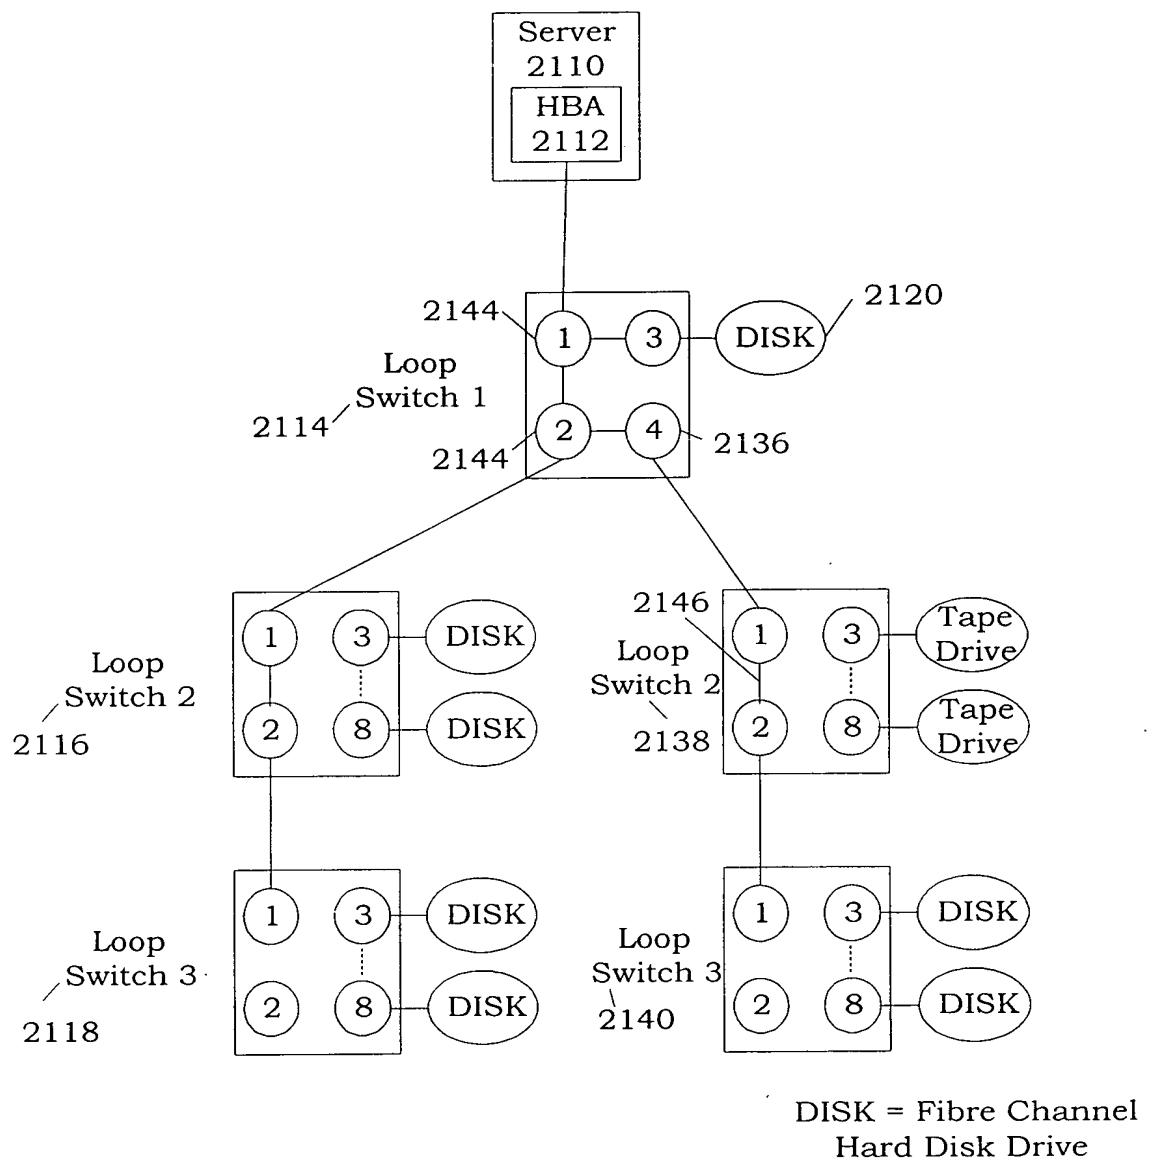 Server
2110
HBA
2112
2144
1
3
DISK
2120
Loop
Switch 1
2114
2144
2
4
2136
1
3
DISK
Loop
Switch 2
2116
2
8
DISK
2146
1
3
Tape
Drive
Loop
Switch 2
2138
2
8
Tape
Drive
1
3
DISK
Loop
Switch 3
2118
2
8
DISK
1
3
DISK
Loop
Switch 3
2140
2
8
DISK
DISK = Fibre Channel
Hard Disk Drive